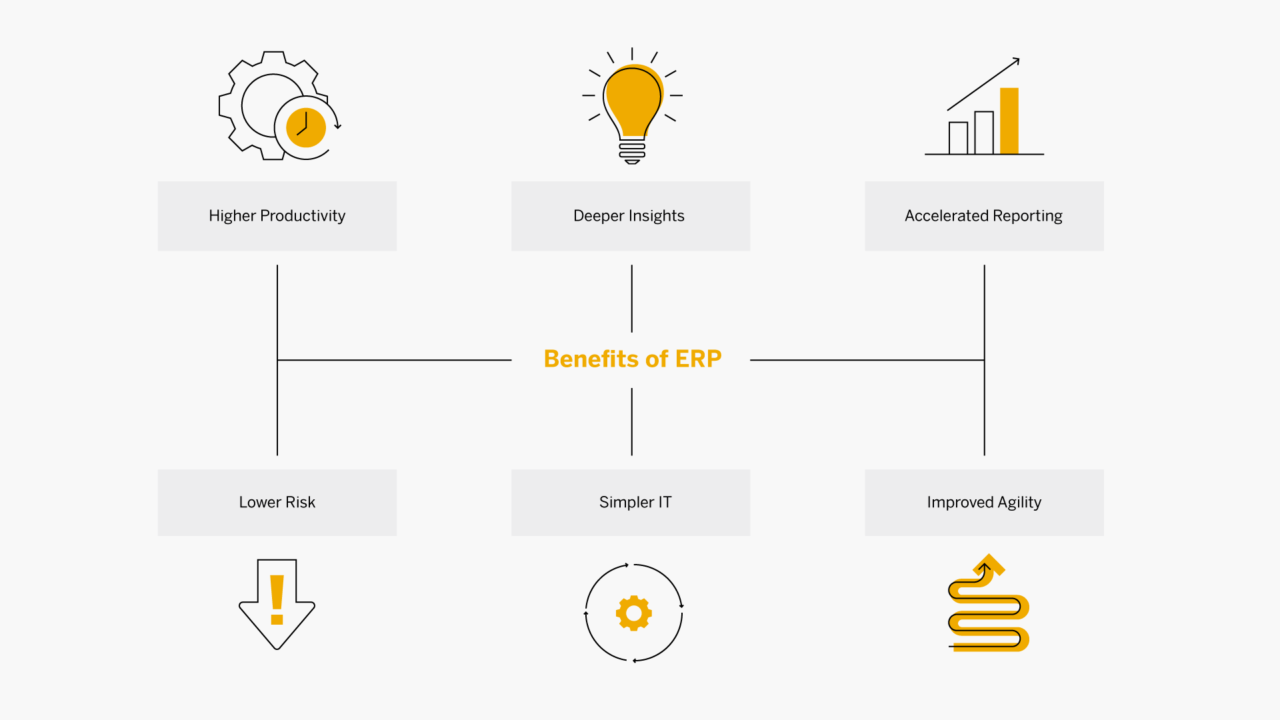 Higher Productivity
Deeper Insights
Accelerated Reporting
Benefits of ERP
Lower Risk
Simpler IT
Improved Agility